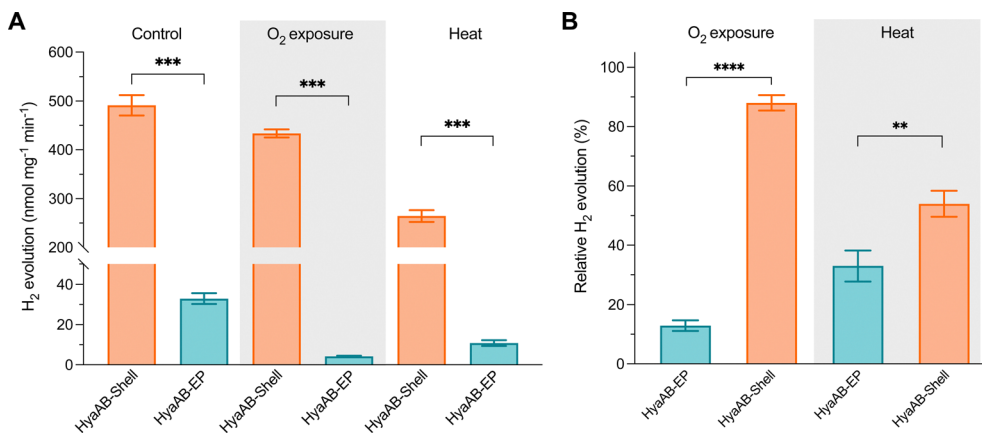 A
Control
O₂ exposure
Heat
***
***
***
H₂ evolution (nmol mg⁻¹ min⁻¹)
600
500
400
300
200
40
20
0
HyaAB-Shell
HyaAB-EP
HyaAB-Shell
HyaAB-EP
HyaAB-Shell
HyaAB-EP
B
O₂ exposure
Heat
****
**
Relative H₂ evolution (%)
100
80
60
40
20
0
HyaAB-EP
HyaAB-Shell
HyaAB-EP
HyaAB-Shell